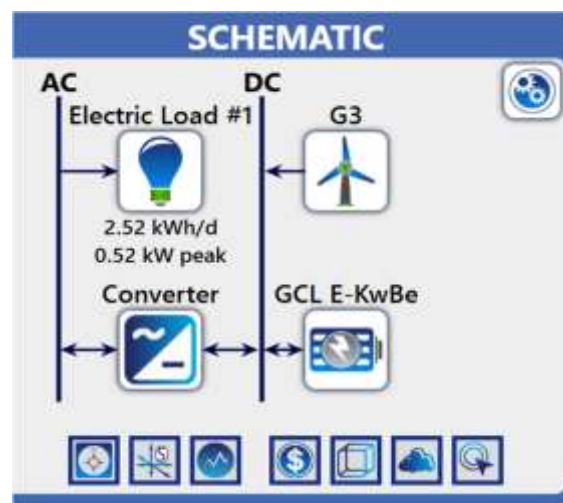 SCHEMATIC
AC DC
Electric Load #1 G3
2.52 kWh/d
0.52 kW peak
Converter GCL E-KwBe